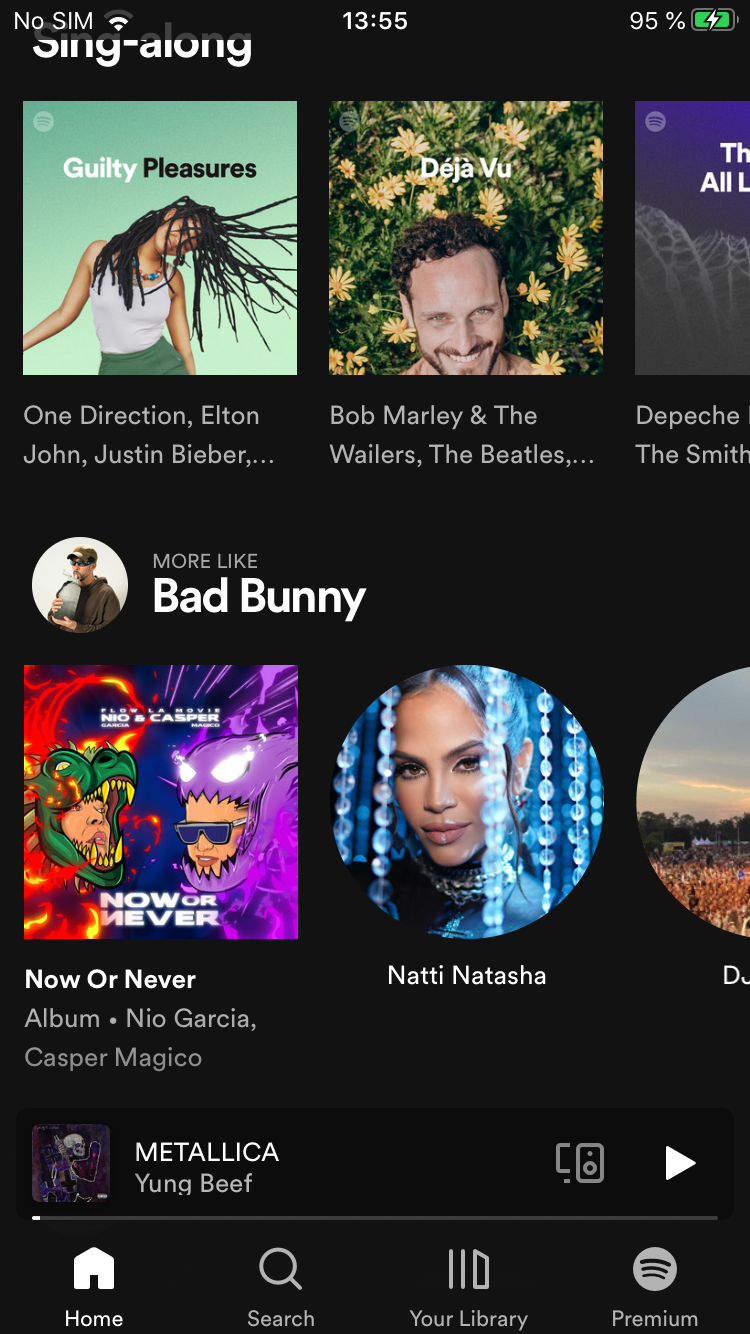 No SIM 13:55 95 %
Sing-along
Guilty Pleasures
Déjà Vu
Th
All L
One Direction, Elton
John, Justin Bieber,...
Bob Marley & The
Wailers, The Beatles,...
Depeche
The Smith
MORE LIKE
Bad Bunny
FLOW LA MOVIE
NIO & CASPER
GARCIA MAGICO
NOW OR
NEVER
Now Or Never
Album • Nio Garcia,
Casper Magico
Natti Natasha
DJ
METALLICA
Yung Beef
Home
Search
Your Library
Premium